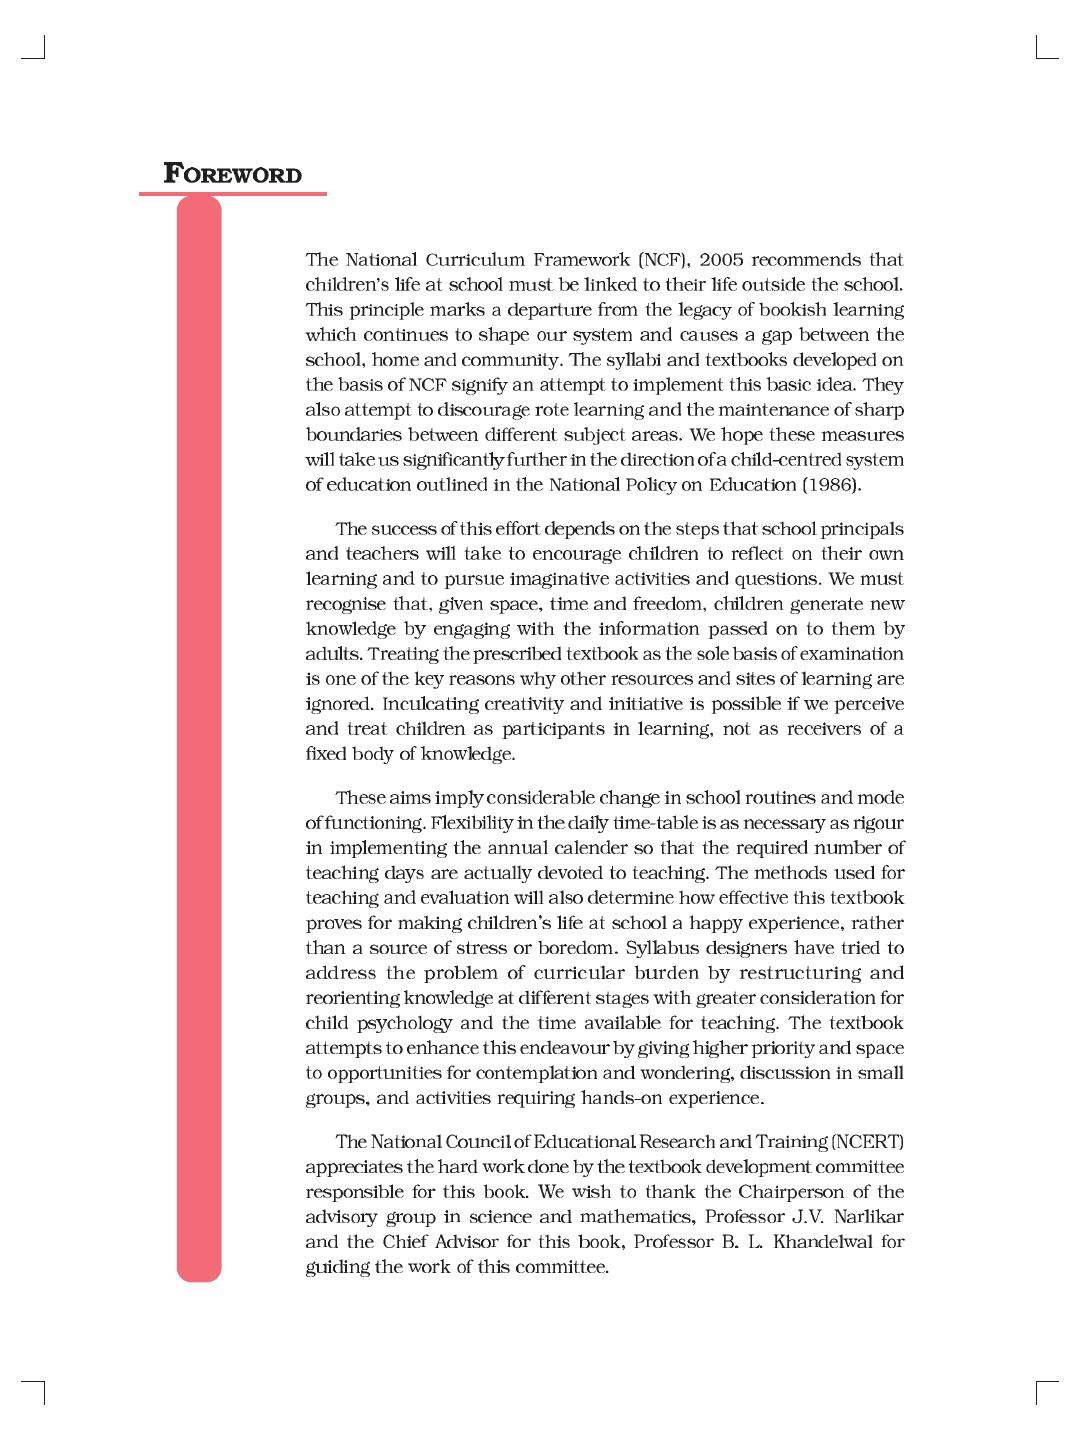 FOREWORD
The National Curriculum Framework (NCF), 2005 recommends that
children's life at school must be linked to their life outside the school.
This principle marks a departure from the legacy of bookish learning
which continues to shape our system and causes a gap between the
school, home and community. The syllabi and textbooks developed on
the basis of NCF signify an attempt to implement this basic idea. They
also attempt to discourage rote learning and the maintenance of sharp
boundaries between different subject areas. We hope these measures
will take us significantly further in the direction of a child-centred system
of education outlined in the National Policy on Education (1986).
The success of this effort depends on the steps that school principals
and teachers will take to encourage children to reflect on their own
learning and to pursue imaginative activities and questions. We must
recognise that, given space, time and freedom, children generate new
knowledge by engaging with the information passed on to them by
adults. Treating the prescribed textbook as the sole basis of examination
is one of the key reasons why other resources and sites of learning are
ignored. Inculcating creativity and initiative is possible if we perceive
and treat children as participants in learning, not as receivers of a
fixed body of knowledge.
These aims imply considerable change in school routines and mode
of functioning. Flexibility in the daily time-table is as necessary as rigour
in implementing the annual calender so that the required number of
teaching days are actually devoted to teaching. The methods used for
teaching and evaluation will also determine how effective this textbook
proves for making children's life at school a happy experience, rather
than a source of stress or boredom. Syllabus designers have tried to
address the problem of curricular burden by restructuring and
reorienting knowledge at different stages with greater consideration for
child psychology and the time available for teaching. The textbook
attempts to enhance this endeavour by giving higher priority and space
to opportunities for contemplation and wondering, discussion in small
groups, and activities requiring hands-on experience.
The National Council of Educational Research and Training (NCERT)
appreciates the hard work done by the textbook development committee
responsible for this book. We wish to thank the Chairperson of the
advisory group in science and mathematics, Professor J.V. Narlikar
and the Chief Advisor for this book, Professor B. L. Khandelwal for
guiding the work of this committee.